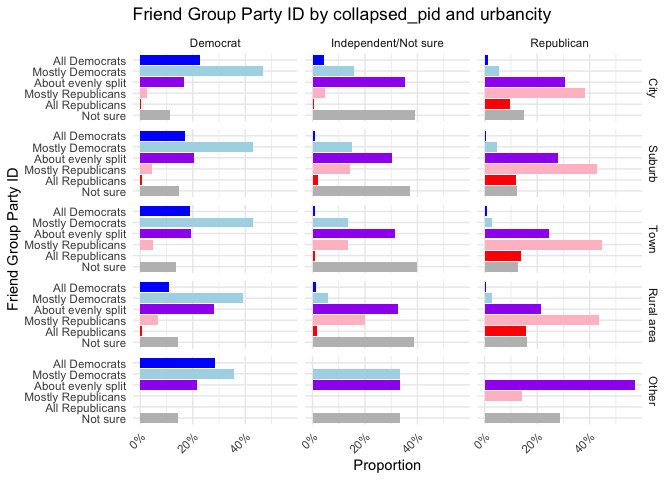 Friend Group Party ID by collapsed_pid and urbancity
Democrat
Independent/Not sure
Republican
Friend Group Party ID
All Democrats
Mostly Democrats
About evenly split
Mostly Republicans
All Republicans
Not sure
City
All Democrats
Mostly Democrats
About evenly split
Mostly Republicans
All Republicans
Not sure
Suburb
All Democrats
Mostly Democrats
About evenly split
Mostly Republicans
All Republicans
Not sure
Town
All Democrats
Mostly Democrats
About evenly split
Mostly Republicans
All Republicans
Not sure
Rural area
All Democrats
Mostly Democrats
About evenly split
Mostly Republicans
All Republicans
Not sure
Other
0% 20% 40% 0% 20% 40% 0% 20% 40%
Proportion